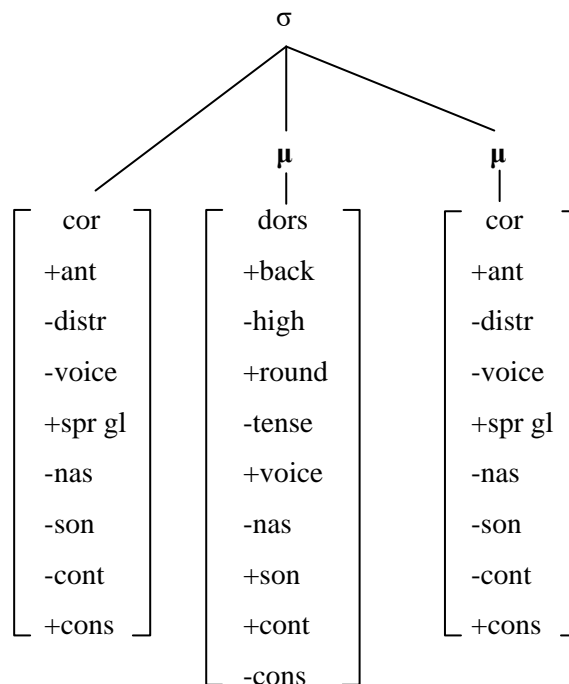 σ
μ μ
cor dors cor
+ant +back +ant
-distr -high -distr
-voice +round -voice
+spr gl -tense +spr gl
-nas +voice -nas
-son -nas -son
-cont +son -cont
+cons +cont +cons
-cons